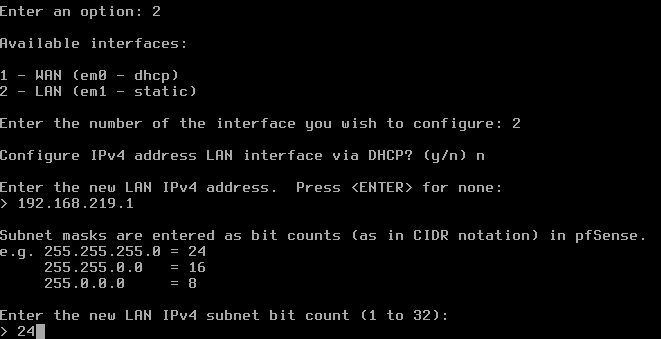 Enter an option: 2
Available interfaces:
1 - WAN (em0 - dhcp)
2 - LAN (em1 - static)
Enter the number of the interface you wish to configure: 2
Configure IPv4 address LAN interface via DHCP? (y/n) n
Enter the new LAN IPv4 address.  Press <ENTER> for none:
> 192.168.219.1
Subnet masks are entered as bit counts (as in CIDR notation) in pfSense.
e.g. 255.255.255.0 = 24
     255.255.0.0   = 16
     255.0.0.0     = 8
Enter the new LAN IPv4 subnet bit count (1 to 32):
> 24